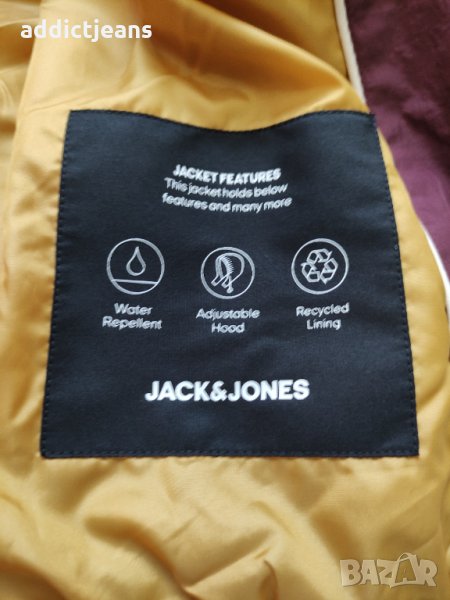 addictjeans
JACKET FEATURES
This jacket holds below
features and many more
Water
Repellent
Adjustable
Hood
Recycled
Lining
JACK&JONES
BAZAR